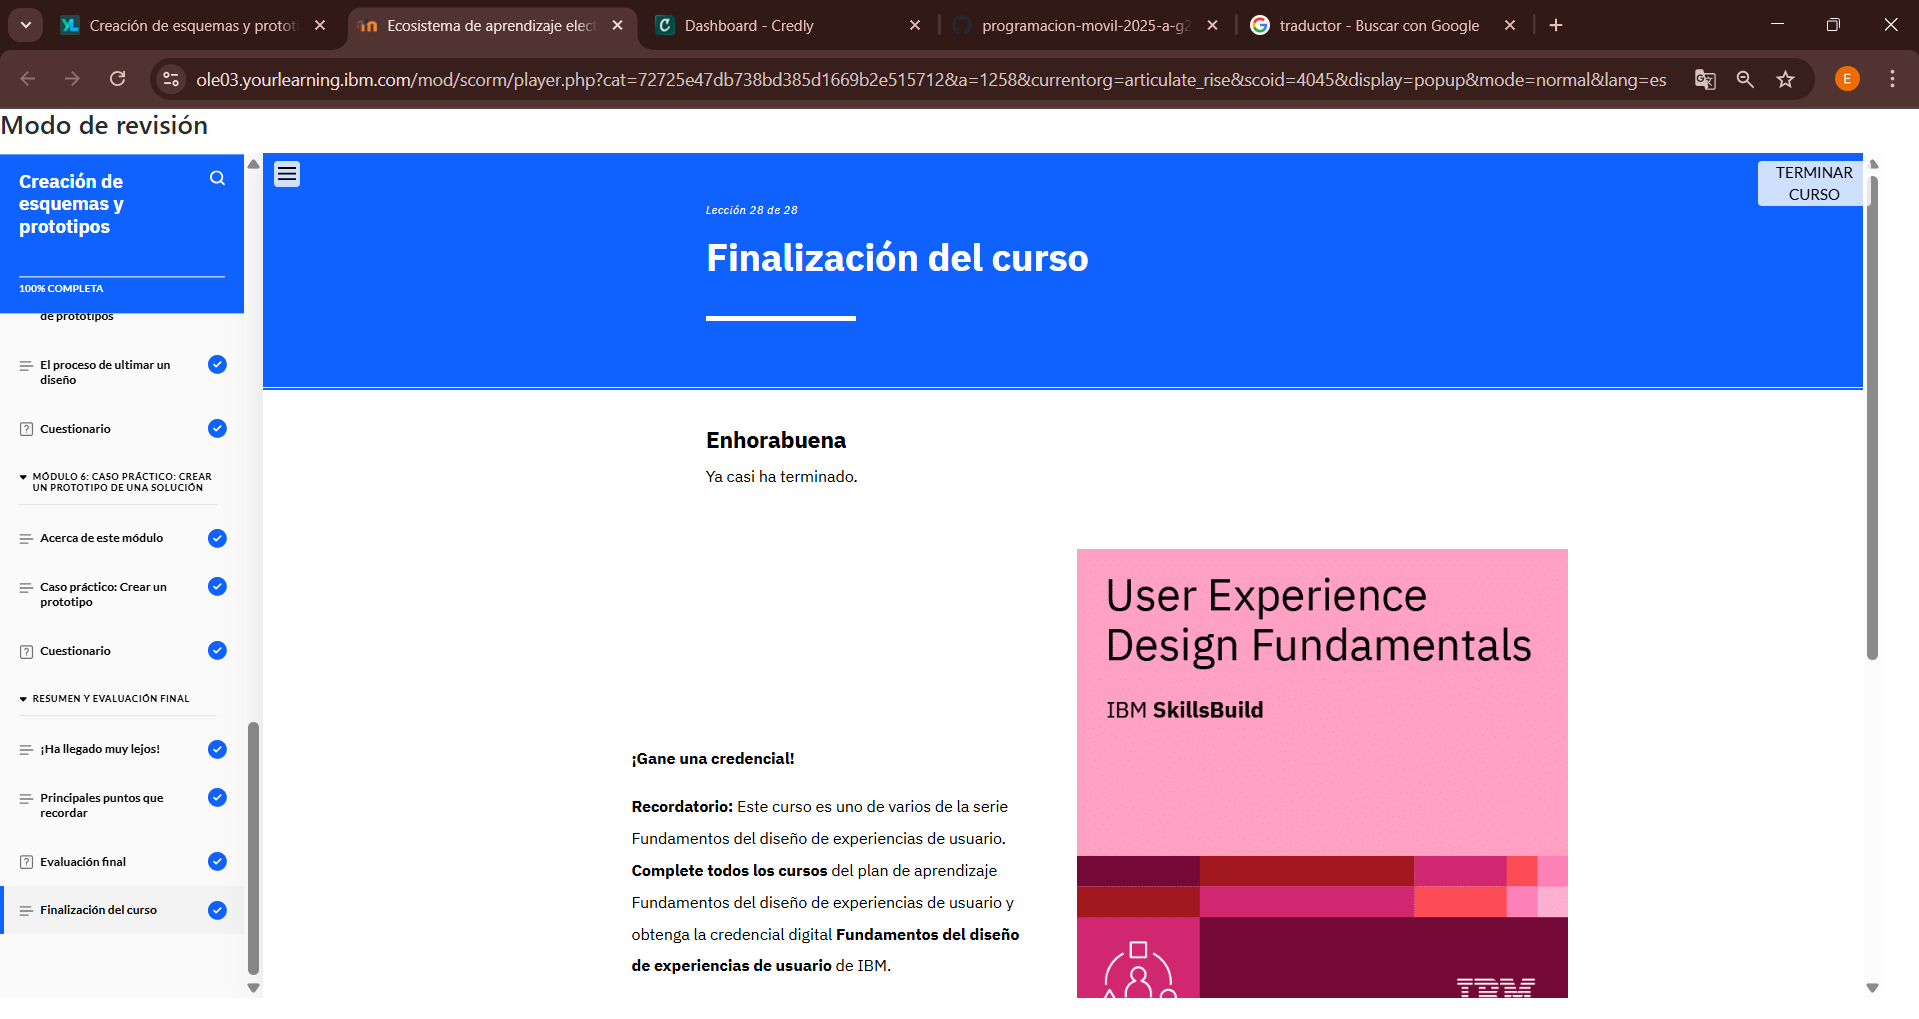 Creación de esquemas y prototi
Ecosistema de aprendizaje elect
Dashboard - Credly
programacion-movil-2025-a-g2
traductor - Buscar con Google
ole03.yourlearning.ibm.com/mod/scorm/player.php?cat=72725e47db738bd385d1669b2e515712&a=1258&currentorg=articulate_rise&scoid=4045&display=popup&mode=normal&lang=es
E
Modo de revisión
Creación de
esquemas y
prototipos
100% COMPLETA
de prototipos
El proceso de ultimar un
diseño
Cuestionario
MÓDULO 6: CASO PRÁCTICO: CREAR
UN PROTOTIPO DE UNA SOLUCIÓN
Acerca de este módulo
Caso práctico: Crear un
prototipo
Cuestionario
RESUMEN Y EVALUACIÓN FINAL
¡Ha llegado muy lejos!
Principales puntos que
recordar
Evaluación final
Finalización del curso
TERMINAR
CURSO
Lección 28 de 28
Finalización del curso
Enhorabuena
Ya casi ha terminado.
¡Gane una credencial!
Recordatorio: Este curso es uno de varios de la serie
Fundamentos del diseño de experiencias de usuario.
Complete todos los cursos del plan de aprendizaje
Fundamentos del diseño de experiencias de usuario y
obtenga la credencial digital Fundamentos del diseño
de experiencias de usuario de IBM.
User Experience
Design Fundamentals
IBM SkillsBuild
IBM